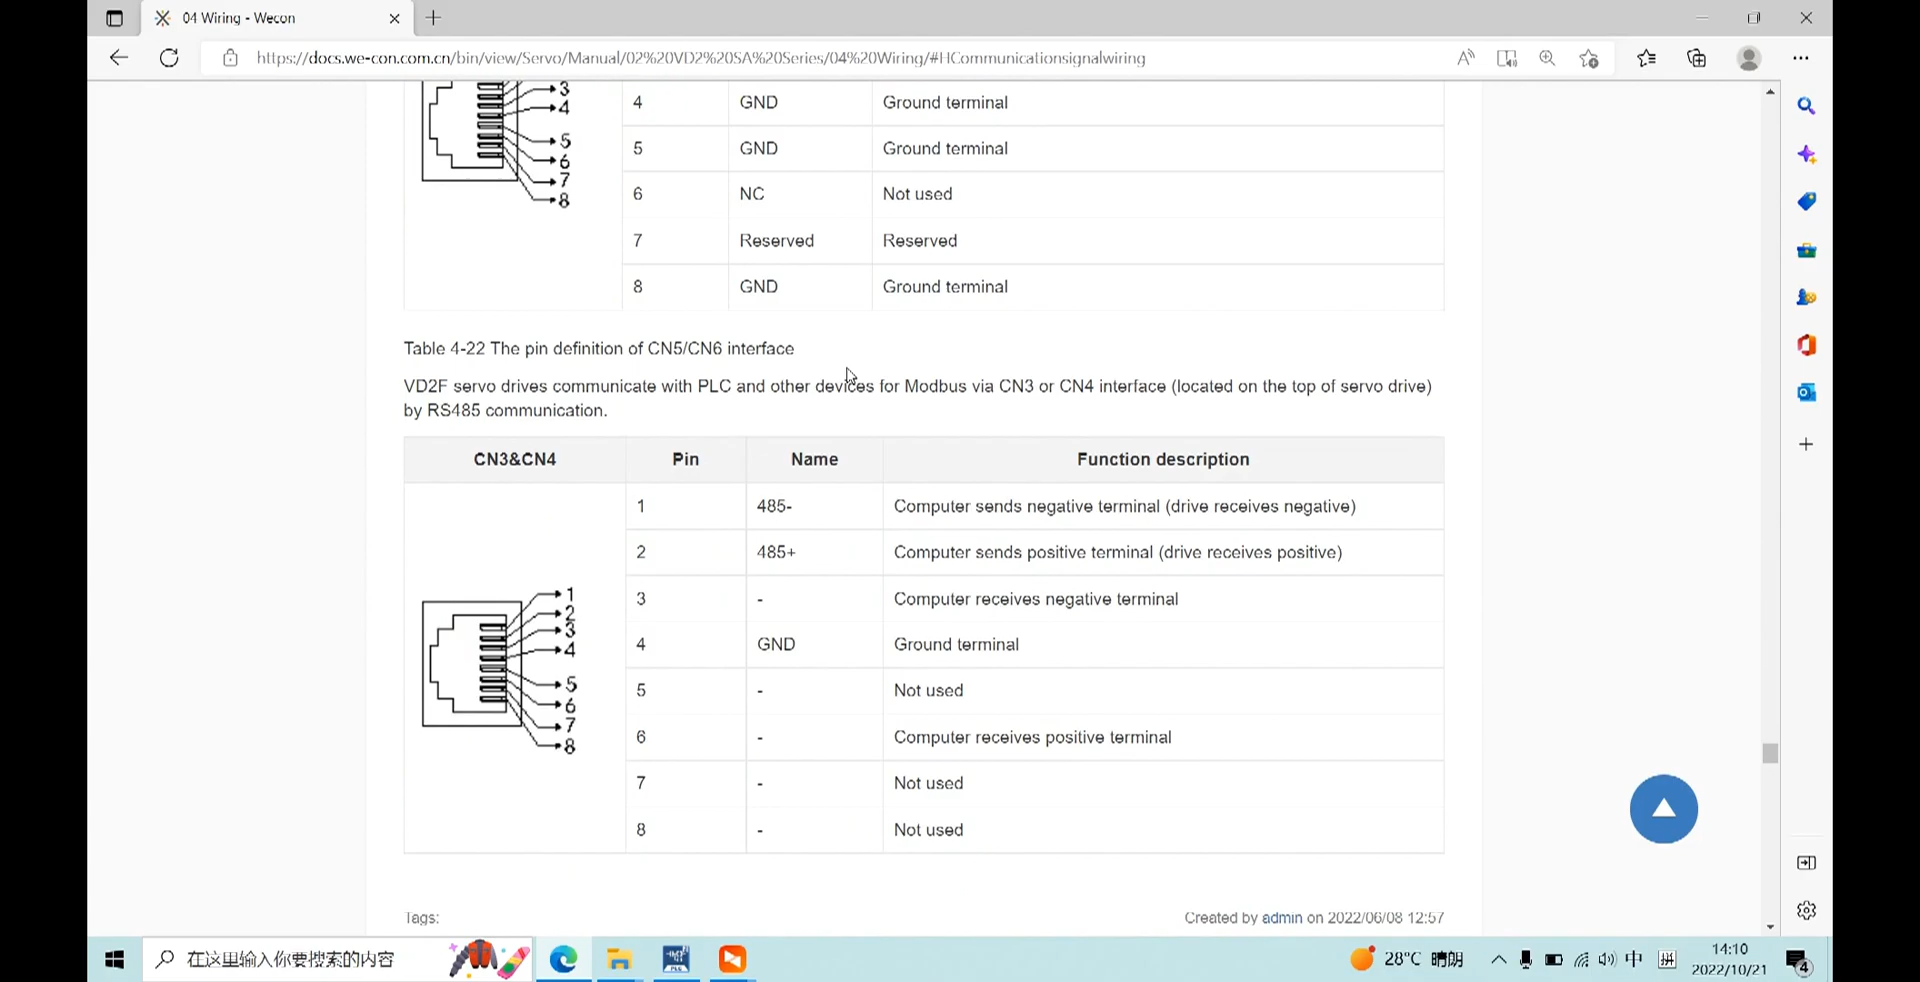 04 Wiring - Wecon
https://docs.we-con.com.cn/bin/view/Servo/Manual/02%20VD2%20SA%20Series/04%20Wiring/#HCommunicationsignalwiring
3
4
5
6
7
8
4 GND Ground terminal
5 GND Ground terminal
6 NC Not used
7 Reserved Reserved
8 GND Ground terminal
Table 4-22 The pin definition of CN5/CN6 interface
VD2F servo drives communicate with PLC and other devices for Modbus via CN3 or CN4 interface (located on the top of servo drive)
by RS485 communication.
CN3&CN4 Pin Name Function description
1 485- Computer sends negative terminal (drive receives negative)
2 485+ Computer sends positive terminal (drive receives positive)
3 - Computer receives negative terminal
4 GND Ground terminal
5 - Not used
6 - Computer receives positive terminal
7 - Not used
8 - Not used
1
2
3
4
5
6
7
8
Tags:
Created by admin on 2022/06/08 12:57
在这里输入你要搜索的内容
PLC
28°C 晴朗
中
拼
14:10
2022/10/21
4